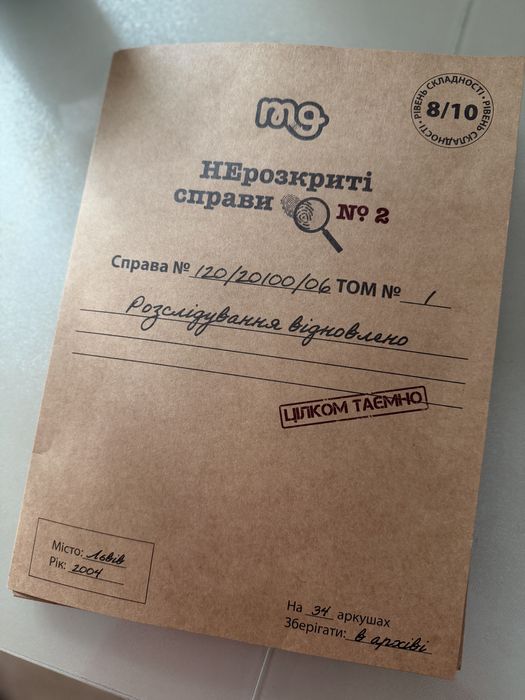 mg
РІВЕНЬ СКЛАДНОСТІ • РІВЕНЬ СКЛАДНОСТІ •
8/10
НЕрозкриті
справи № 2
Справа № 120/20100/06 ТОМ № 1
Розслідування відновлено
ЦІЛКОМ ТАЄМНО
Місто: Львів
Рік: 2004
На 34 аркушах
Зберігати: в архіві